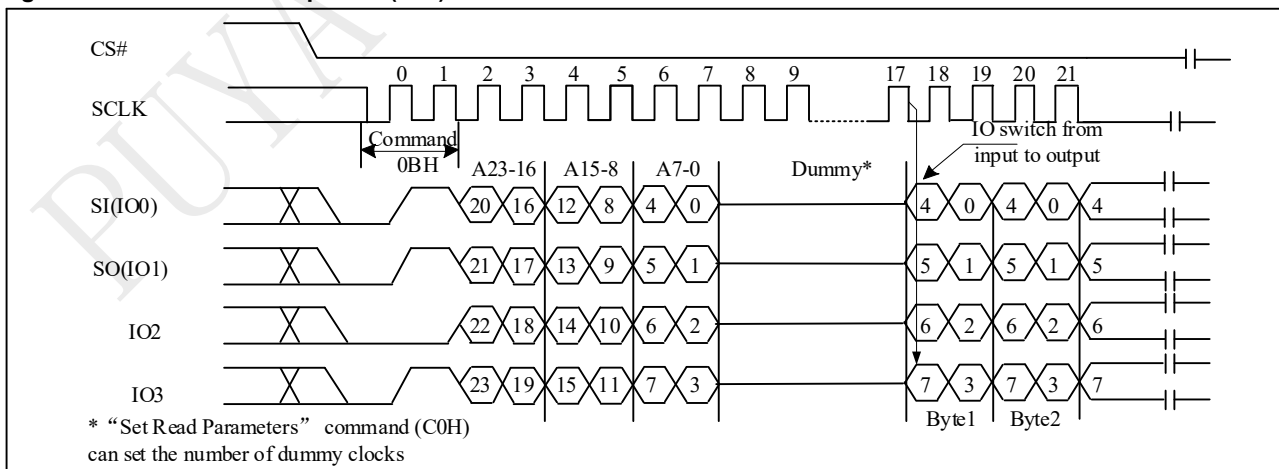 PUYA
CS#
SCLK
0 1 2 3 4 5 6 7 8 9 17 18 19 20 21
Command
0BH
IO switch from
input to output
A23-16 A15-8 A7-0 Dummy*
SI(IO0) 20 16 12 8 4 0 4 0 4 0 4
SO(IO1) 21 17 13 9 5 1 5 1 5 1 5
IO2 22 18 14 10 6 2 6 2 6 2 6
IO3 23 19 15 11 7 3 7 3 7 3 7
Byte1 Byte2
* “Set Read Parameters” command (C0H)
can set the number of dummy clocks